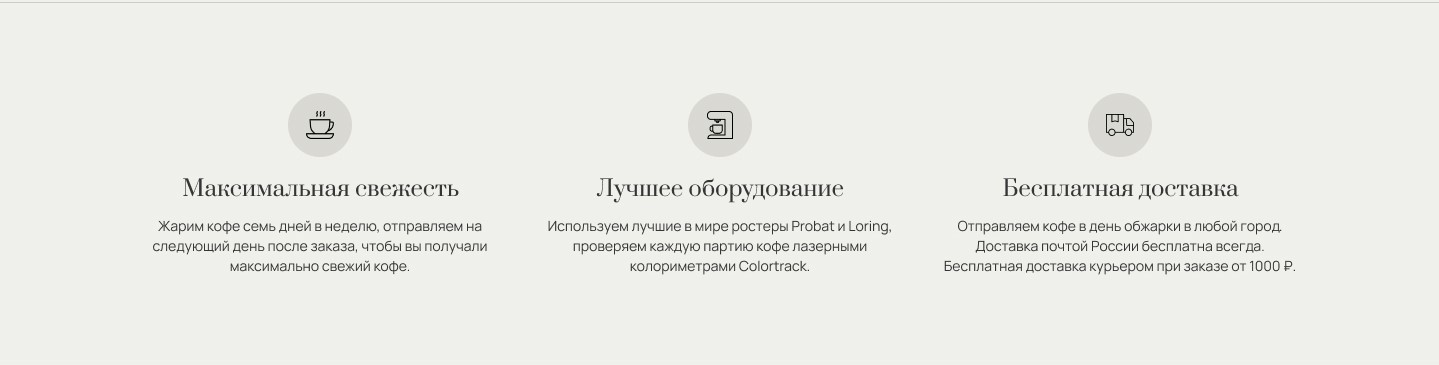 Максимальная свежесть
Жарим кофе семь дней в неделю, отправляем на
следующий день после заказа, чтобы вы получали
максимально свежий кофе.
Лучшее оборудование
Используем лучшие в мире ростеры Probat и Loring,
проверяем каждую партию кофе лазерными
колориметрами Colortrack.
Бесплатная доставка
Отправляем кофе в день обжарки в любой город.
Доставка почтой России бесплатна всегда.
Бесплатная доставка курьером при заказе от 1000 ₽.